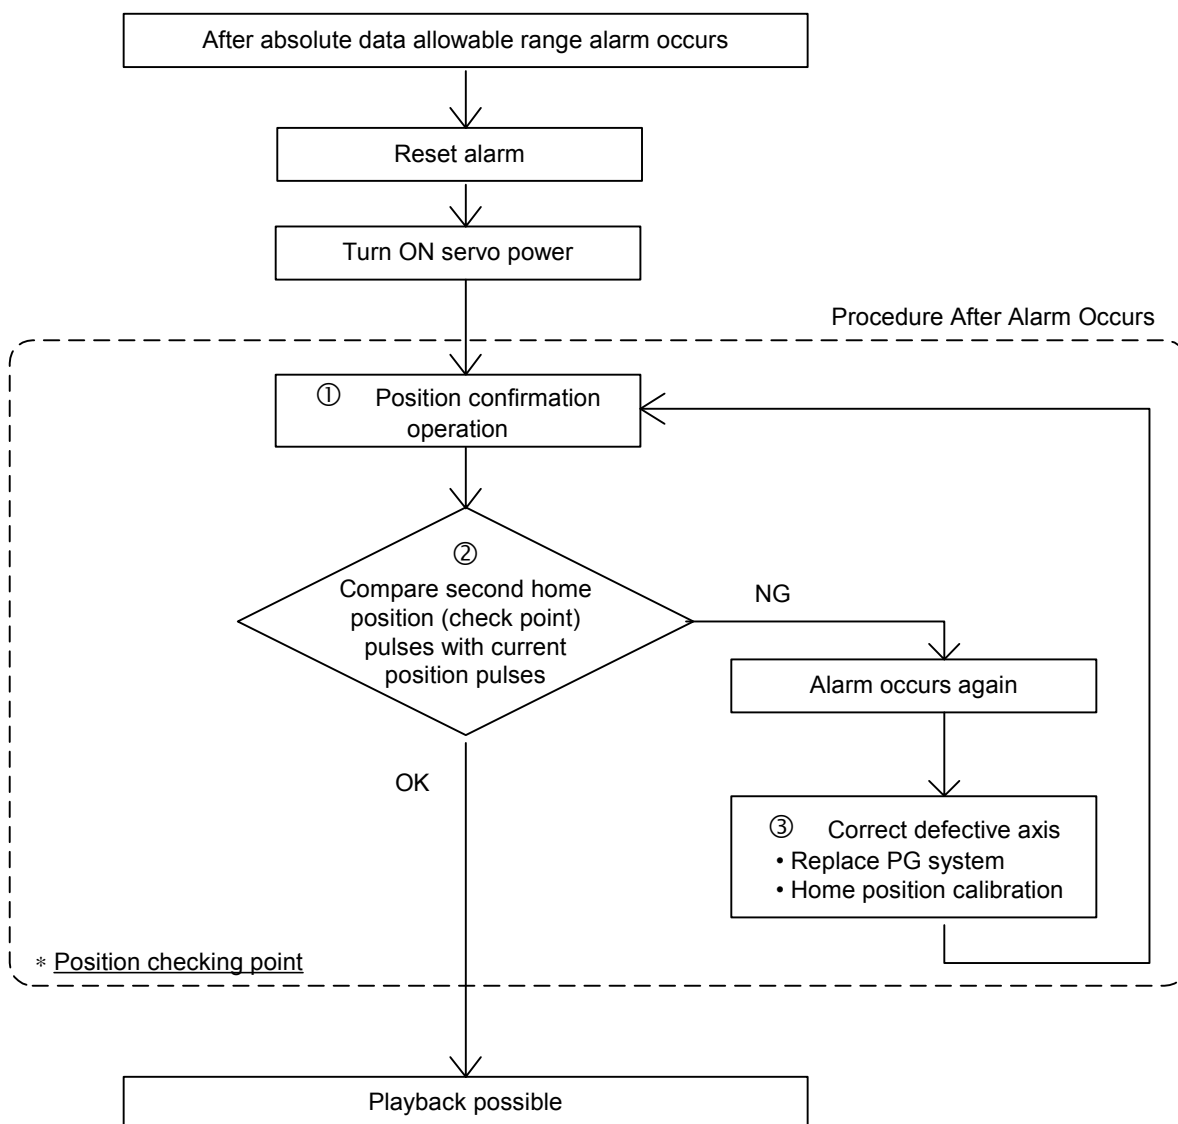 After absolute data allowable range alarm occurs
Reset alarm
Turn ON servo power
Procedure After Alarm Occurs
① Position confirmation
operation
②
Compare second home
position (check point)
pulses with current
position pulses
NG
Alarm occurs again
OK
③ Correct defective axis
• Replace PG system
• Home position calibration
* Position checking point
Playback possible